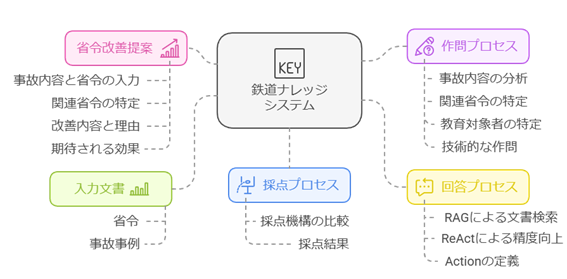 省令改善提案
事故内容と省令の入力
関連省令の特定
改善内容と理由
期待される効果
入力文書
省令
事故事例
KEY
鉄道ナレッジ
システム
採点プロセス
採点機構の比較
採点結果
作問プロセス
事故内容の分析
関連省令の特定
教育対象者の特定
技術的な作問
回答プロセス
RAGによる文書検索
ReActによる精度向上
Actionの定義